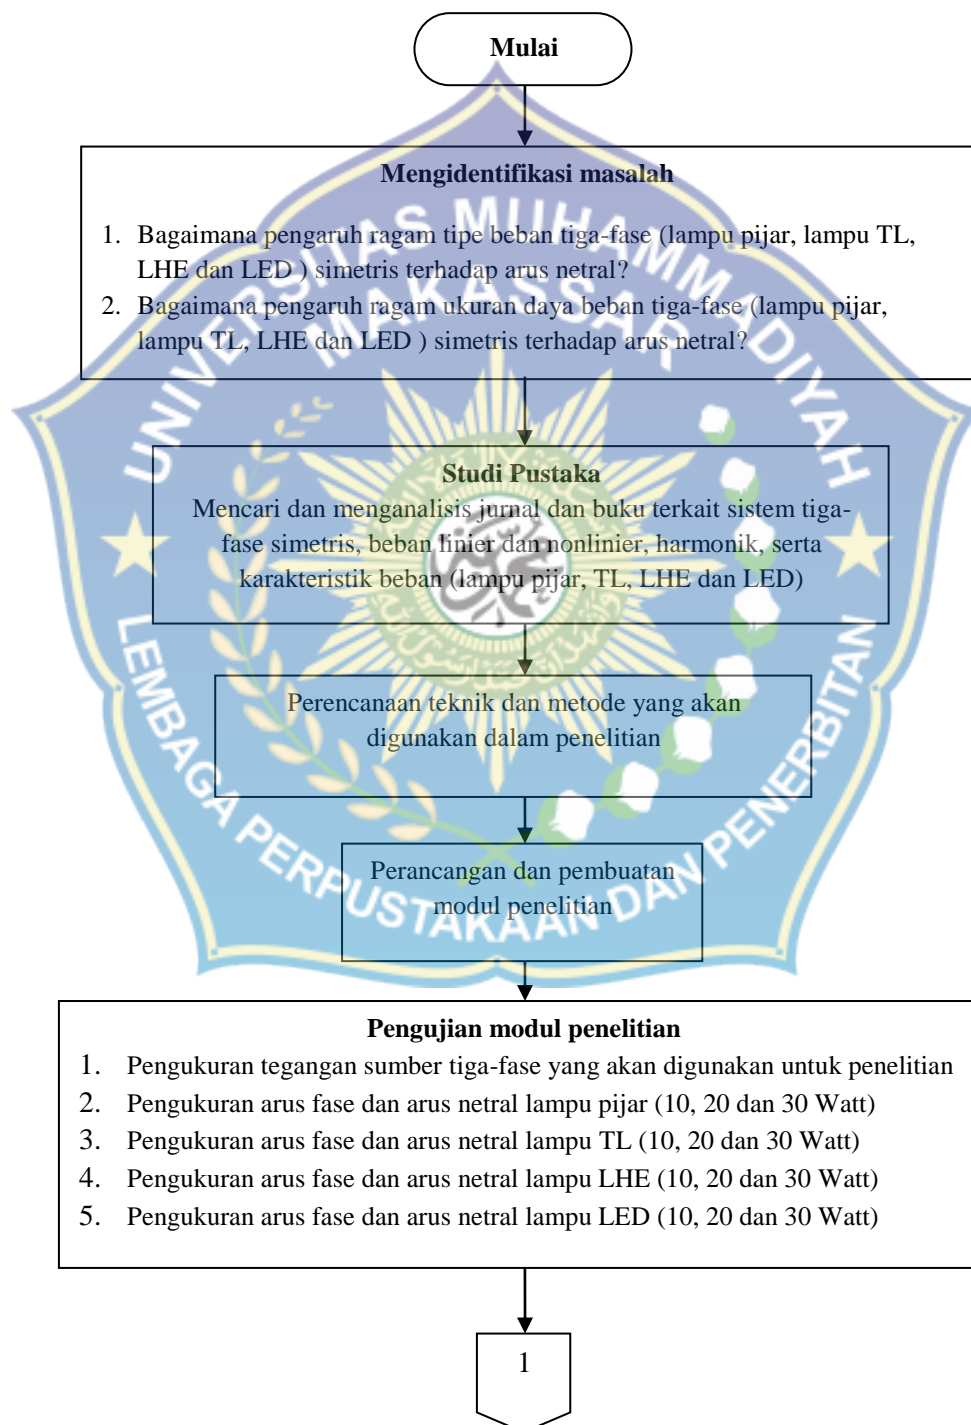 Mulai
Mengidentifikasi masalah
1. Bagaimana pengaruh ragam tipe beban tiga-fase (lampu pijar, lampu TL,
LHE dan LED ) simetris terhadap arus netral?
2. Bagaimana pengaruh ragam ukuran daya beban tiga-fase (lampu pijar,
lampu TL, LHE dan LED ) simetris terhadap arus netral?
UNIVERSITAS MUHAMMADIYAH
MAKASSAR
Studi Pustaka
Mencari dan menganalisis jurnal dan buku terkait sistem tiga-
fase simetris, beban linier dan nonlinier, harmonik, serta
karakteristik beban (lampu pijar, TL, LHE dan LED)
Perencanaan teknik dan metode yang akan
digunakan dalam penelitian
Perancangan dan pembuatan
modul penelitian
LEMBAGA PERPUSTAKAAN DAN PENERBITAN
Pengujian modul penelitian
1. Pengukuran tegangan sumber tiga-fase yang akan digunakan untuk penelitian
2. Pengukuran arus fase dan arus netral lampu pijar (10, 20 dan 30 Watt)
3. Pengukuran arus fase dan arus netral lampu TL (10, 20 dan 30 Watt)
4. Pengukuran arus fase dan arus netral lampu LHE (10, 20 dan 30 Watt)
5. Pengukuran arus fase dan arus netral lampu LED (10, 20 dan 30 Watt)
1